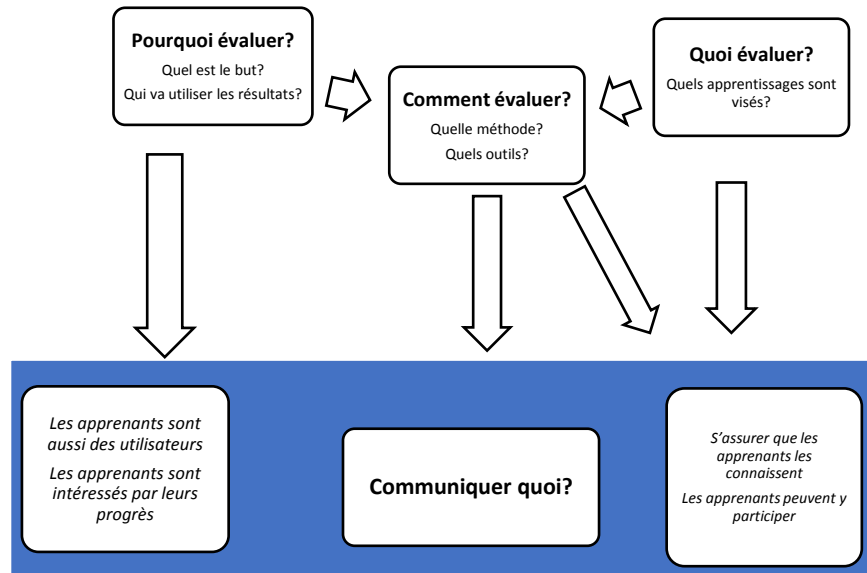 Pourquoi évaluer?
Quel est le but?
Qui va utiliser les résultats?
Comment évaluer?
Quelle méthode?
Quels outils?
Quoi évaluer?
Quels apprentissages sont
visés?
Les apprenants sont
aussi des utilisateurs
Les apprenants sont
intéressés par leurs
progrès
Communiquer quoi?
S'assurer que les
apprenants les
connaissent
Les apprenants peuvent y
participer